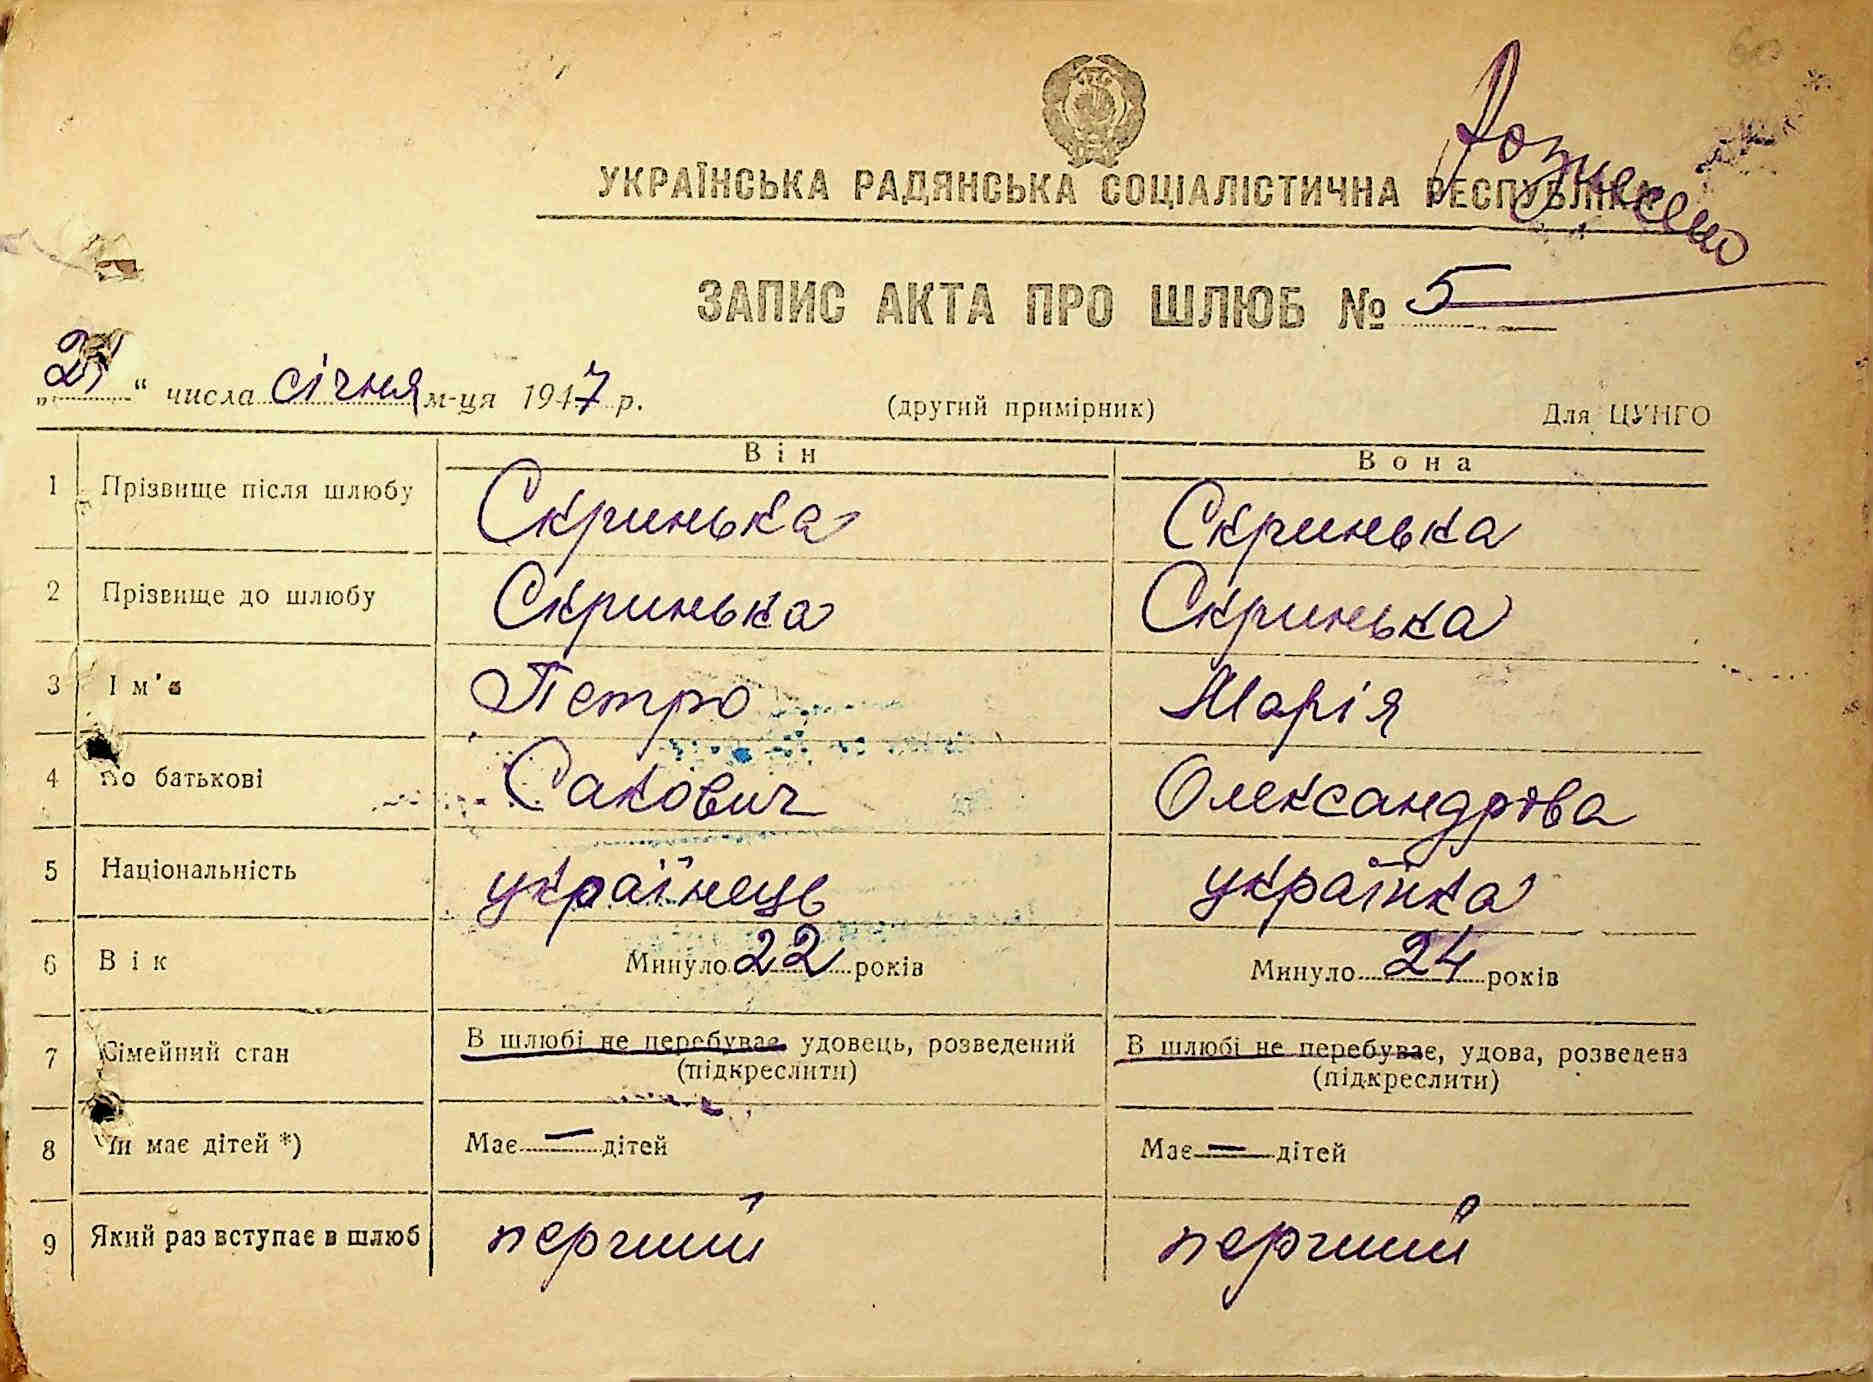 УКРАЇНСЬКА РАДЯНСЬКА СОЦІАЛІСТИЧНА РЕСПУБЛІКА
ЗАПИС АКТА ПРО ШЛЮБ № 5
„ “ числа січня м-ця 1947 р. (другий примірник) Для ЦУНГО
Він Вона
1 Прізвище після шлюбу Скринька Скринька
2 Прізвище до шлюбу Скринька Скринька
3 Ім'я Петро Марія
4 По батькові Сакович Олександрова
5 Національність українець українка
6 Вік Минуло 22 років Минуло 24 років
7 Сімейний стан В шлюбі не перебуває, удовець, розведений В шлюбі не перебуває, удова, розведена
(підкреслити) (підкреслити)
8 Чи має дітей *) Має — дітей Має — дітей
9 Який раз вступає в шлюб перший перший